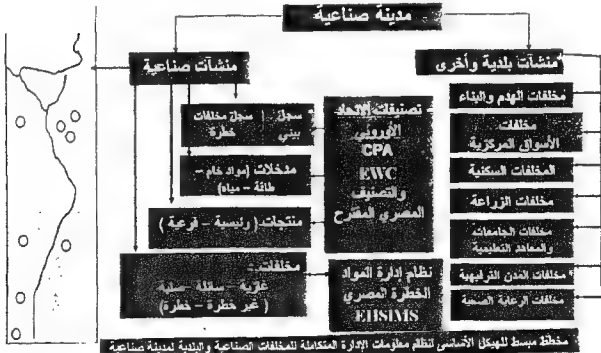 مدينة صناعية
منشآت بلدية وأخرى
مخلفات الهدم والبناء
مخلفات
الأسواق المركزية
المخلفات السكنية
مخلفات الزراعة
مخلفات الجامعات
والمعاهد التعليمية
مخلفات المدن الترفيهية
مخلفات الرعاية الصحية
منشآت صناعية
سجل بيئي
سجل مخلفات خطرة
مدخلات (مواد خام –
طاقة – مياه)
منتجات (رئيسية – فرعية)
مخلفات
غازية – سائلة – صلبة
(غير خطرة – خطرة)
تصنيفات الاتحاد
الأوروبي
CPA
EWC
والتصنيف
المصري المقترح
نظام إدارة المواد
الخطرة المصري
EHSIMS
مخطط مبسط للهيكل الأساسي لنظام معلومات الإدارة المتكاملة للمخلفات الصناعية والبلدية لمدينة صناعية